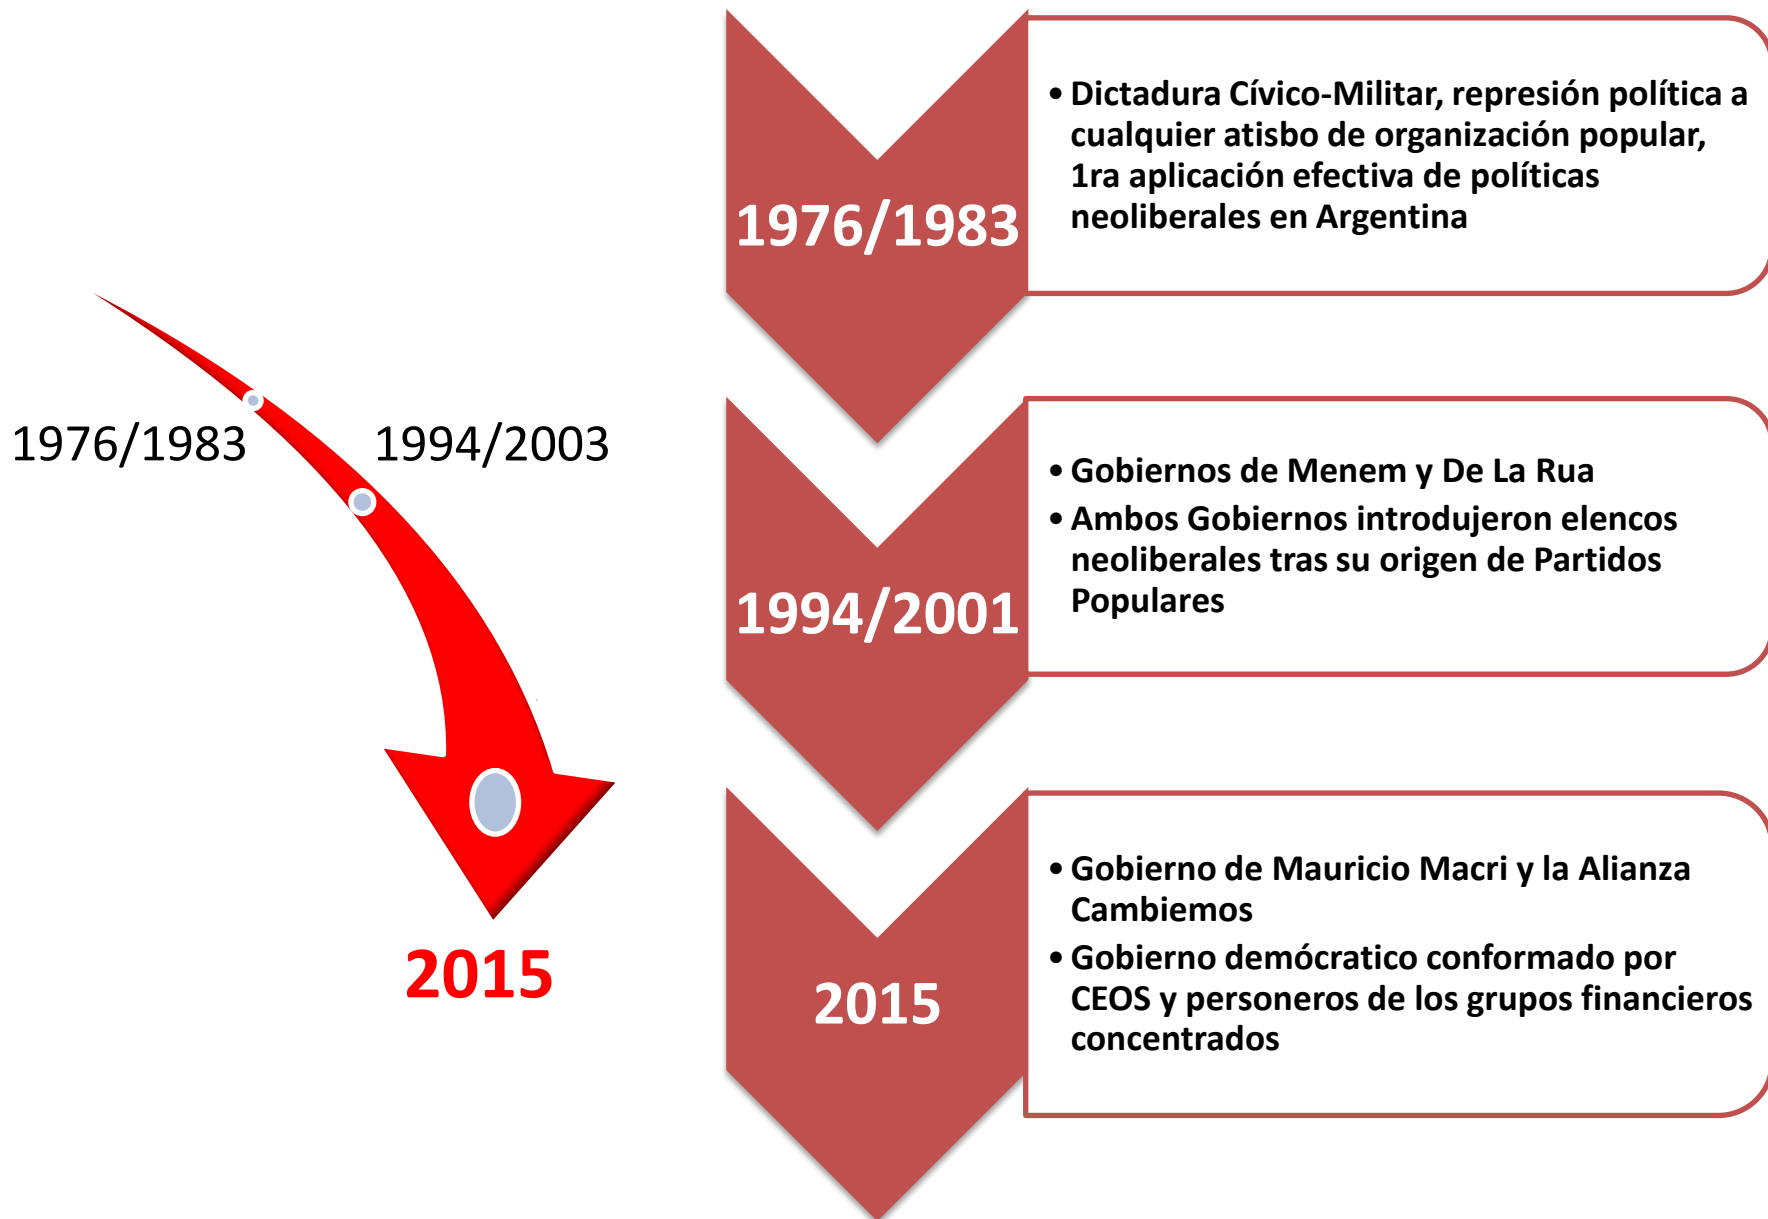 1976/1983
1994/2003
2015
1976/1983
• Dictadura Cívico-Militar, represión política a
cualquier atisbo de organización popular,
1ra aplicación efectiva de políticas
neoliberales en Argentina
1994/2001
• Gobiernos de Menem y De La Rua
• Ambos Gobiernos introdujeron elencos
neoliberales tras su origen de Partidos
Populares
2015
• Gobierno de Mauricio Macri y la Alianza
Cambiemos
• Gobierno demócratico conformado por
CEOS y personeros de los grupos financieros
concentrados